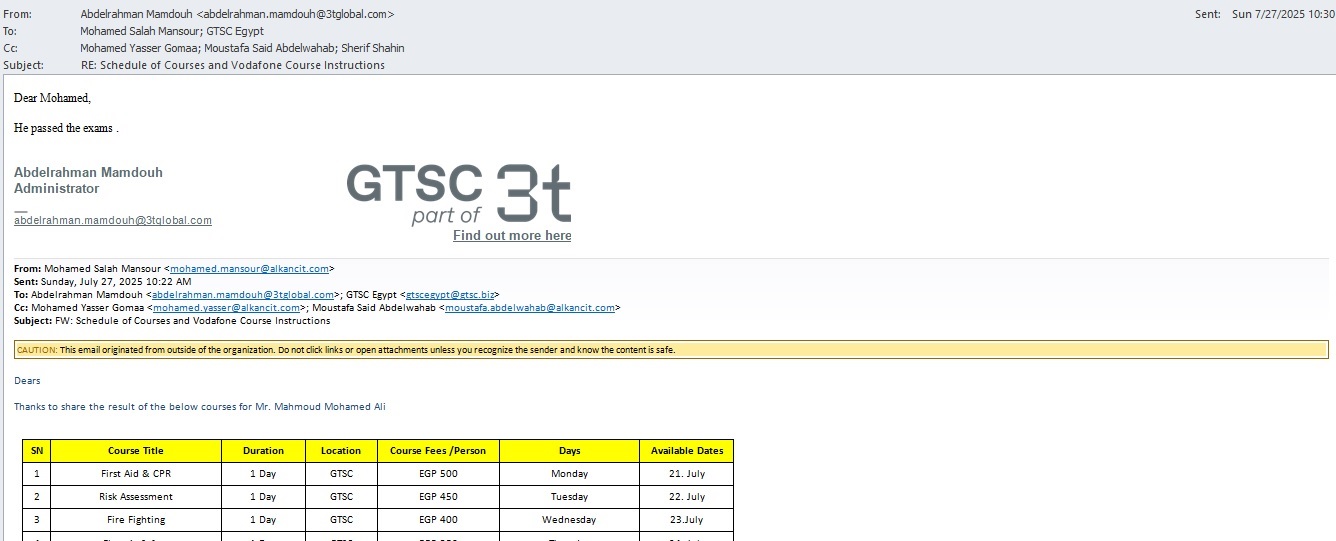 From: Abdelrahman Mamdouh <abdelrahman.mamdouh@3tglobal.com> Sent: Sun 7/27/2025 10:30
To: Mohamed Salah Mansour; GTSC Egypt
Cc: Mohamed Yasser Gomaa; Moustafa Said Abdelwahab; Sherif Shahin
Subject: RE: Schedule of Courses and Vodafone Course Instructions
Dear Mohamed,
He passed the exams .
Abdelrahman Mamdouh
Administrator
abdelrahman.mamdouh@3tglobal.com
GTSC 3t
part of
Find out more here
From: Mohamed Salah Mansour <mohamed.mansour@alkancit.com>
Sent: Sunday, July 27, 2025 10:22 AM
To: Abdelrahman Mamdouh <abdelrahman.mamdouh@3tglobal.com>; GTSC Egypt <gtscegypt@gtsc.biz>
Cc: Mohamed Yasser Gomaa <mohamed.yasser@alkancit.com>; Moustafa Said Abdelwahab <moustafa.abdelwahab@alkancit.com>
Subject: FW: Schedule of Courses and Vodafone Course Instructions
CAUTION: This email originated from outside of the organization. Do not click links or open attachments unless you recognize the sender and know the content is safe.
Dears
Thanks to share the result of the below courses for Mr. Mahmoud Mohamed Ali
SN Course Title Duration Location Course Fees /Person Days Available Dates
1 First Aid & CPR 1 Day GTSC EGP 500 Monday 21. July
2 Risk Assessment 1 Day GTSC EGP 450 Tuesday 22. July
3 Fire Fighting 1 Day GTSC EGP 400 Wednesday 23.July